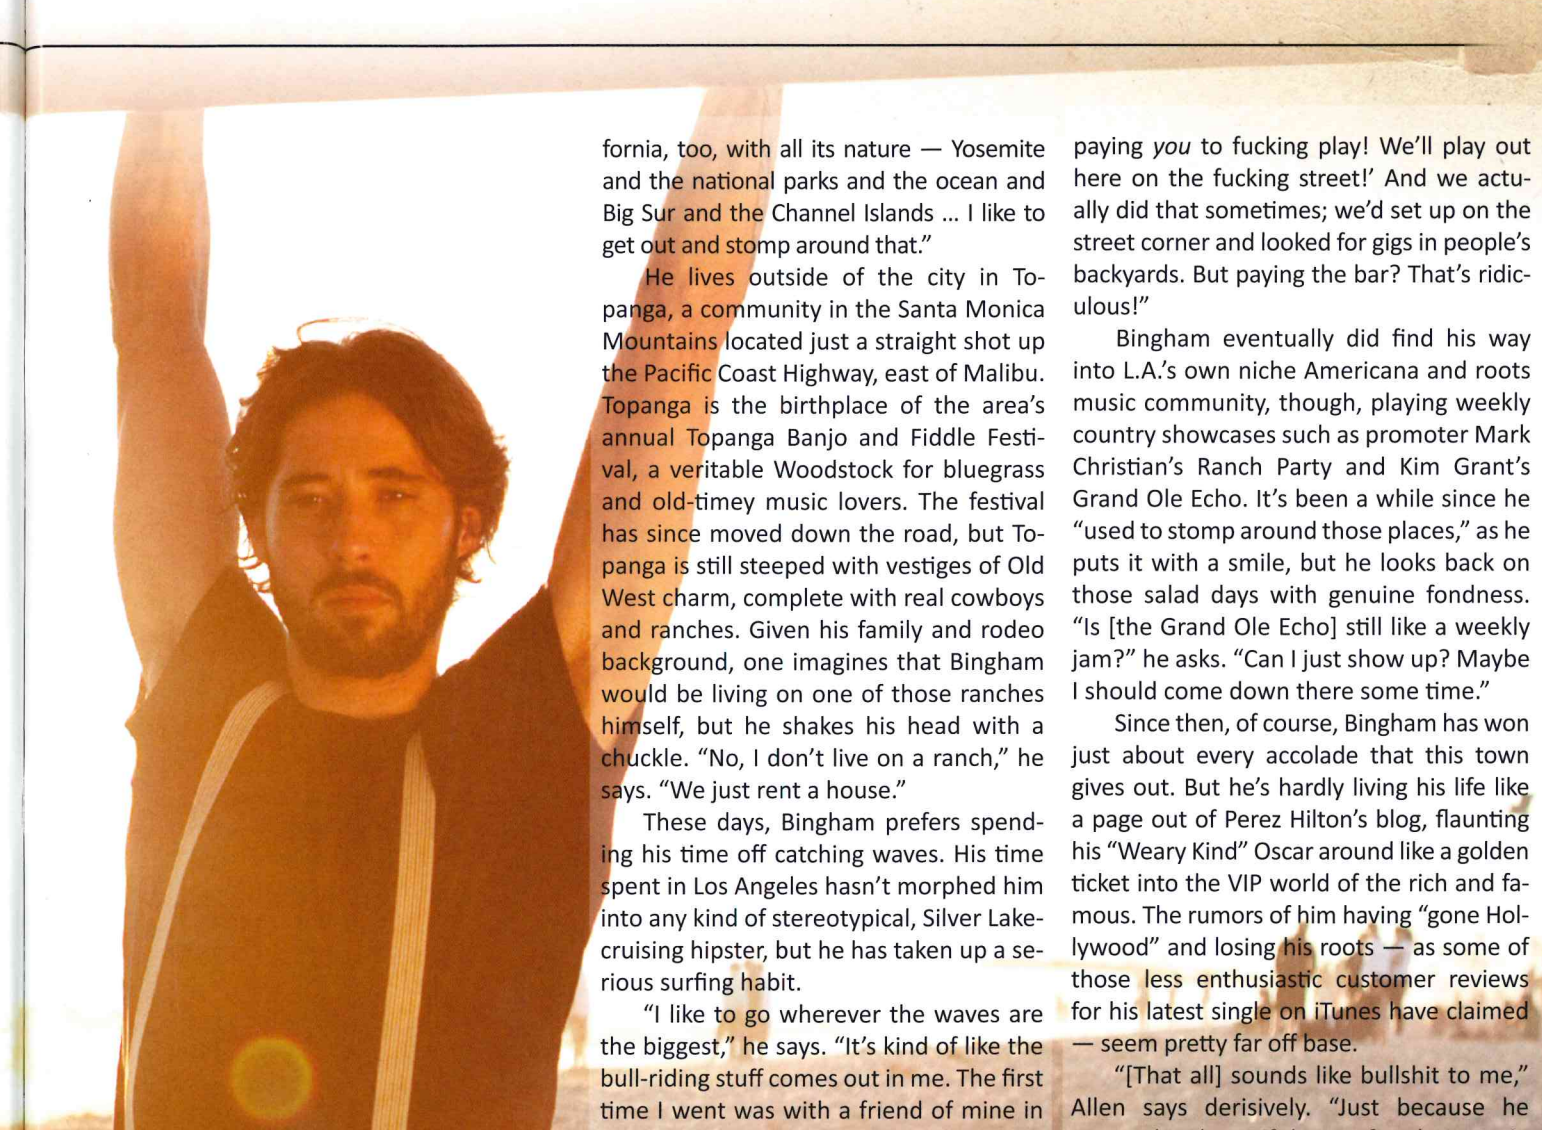 fornia, too, with all its nature — Yosemite
and the national parks and the ocean and
Big Sur and the Channel Islands ... I like to
get out and stomp around that.”
He lives outside of the city in To-
panga, a community in the Santa Monica
Mountains located just a straight shot up
the Pacific Coast Highway, east of Malibu.
Topanga is the birthplace of the area’s
annual Topanga Banjo and Fiddle Festi-
val, a veritable Woodstock for bluegrass
and old-timey music lovers. The festival
has since moved down the road, but To-
panga is still steeped with vestiges of Old
West charm, complete with real cowboys
and ranches. Given his family and rodeo
background, one imagines that Bingham
would be living on one of those ranches
himself, but he shakes his head with a
chuckle. “No, I don’t live on a ranch,” he
says. “We just rent a house.”
These days, Bingham prefers spend-
ing his time off catching waves. His time
spent in Los Angeles hasn’t morphed him
into any kind of stereotypical, Silver Lake-
cruising hipster, but he has taken up a se-
rious surfing habit.
“I like to go wherever the waves are
the biggest,” he says. “It’s kind of like the
bull-riding stuff comes out in me. The first
time I went was with a friend of mine in
paying you to fucking play! We’ll play out
here on the fucking street!’ And we actu-
ally did that sometimes; we’d set up on the
street corner and looked for gigs in people’s
backyards. But paying the bar? That’s ridic-
ulous!”
Bingham eventually did find his way
into L.A.’s own niche Americana and roots
music community, though, playing weekly
country showcases such as promoter Mark
Christian’s Ranch Party and Kim Grant’s
Grand Ole Echo. It’s been a while since he
“used to stomp around those places,” as he
puts it with a smile, but he looks back on
those salad days with genuine fondness.
“Is [the Grand Ole Echo] still like a weekly
jam?” he asks. “Can I just show up? Maybe
I should come down there some time.”
Since then, of course, Bingham has won
just about every accolade that this town
gives out. But he’s hardly living his life like
a page out of Perez Hilton’s blog, flaunting
his “Weary Kind” Oscar around like a golden
ticket into the VIP world of the rich and fa-
mous. The rumors of him having “gone Hol-
lywood” and losing his roots — as some of
those less enthusiastic customer reviews
for his latest single on iTunes have claimed
— seem pretty far off base.
“[That all] sounds like bullshit to me,”
Allen says derisively. “Just because he